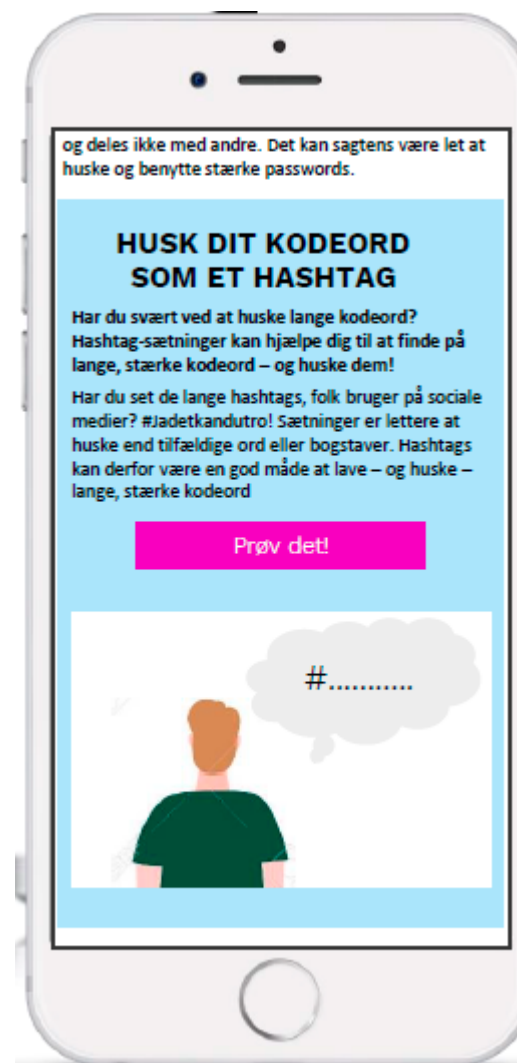 og deles ikke med andre. Det kan sagtens være let at
huske og benytte stærke passwords.
HUSK DIT KODEORD
SOM ET HASHTAG
Har du svært ved at huske lange kodeord?
Hashtag-sætninger kan hjælpe dig til at finde på
lange, stærke kodeord – og huske dem!
Har du set de lange hashtags, folk bruger på sociale
medier? #Jadetkandutro! Sætninger er lettere at
huske end tilfældige ord eller bogstaver. Hashtags
kan derfor være en god måde at lave – og huske –
lange, stærke kodeord
Prøv det!
#...........